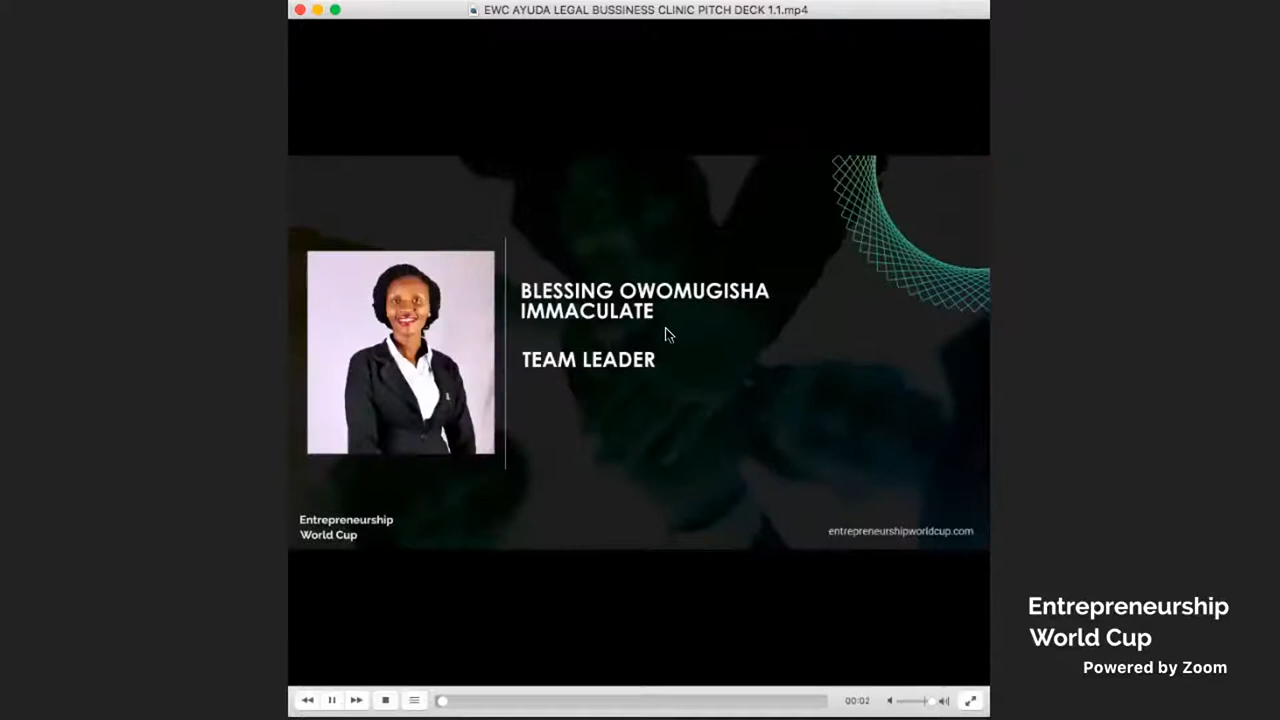 EWC AYUDA LEGAL BUSSINESS CLINIC PITCH DECK 1.1.mp4
BLESSING OWOMUGISHA
IMMACULATE
TEAM LEADER
Entrepreneurship
World Cup
entrepreneurshipworldcup.com
00:02
Entrepreneurship
World Cup
Powered by Zoom